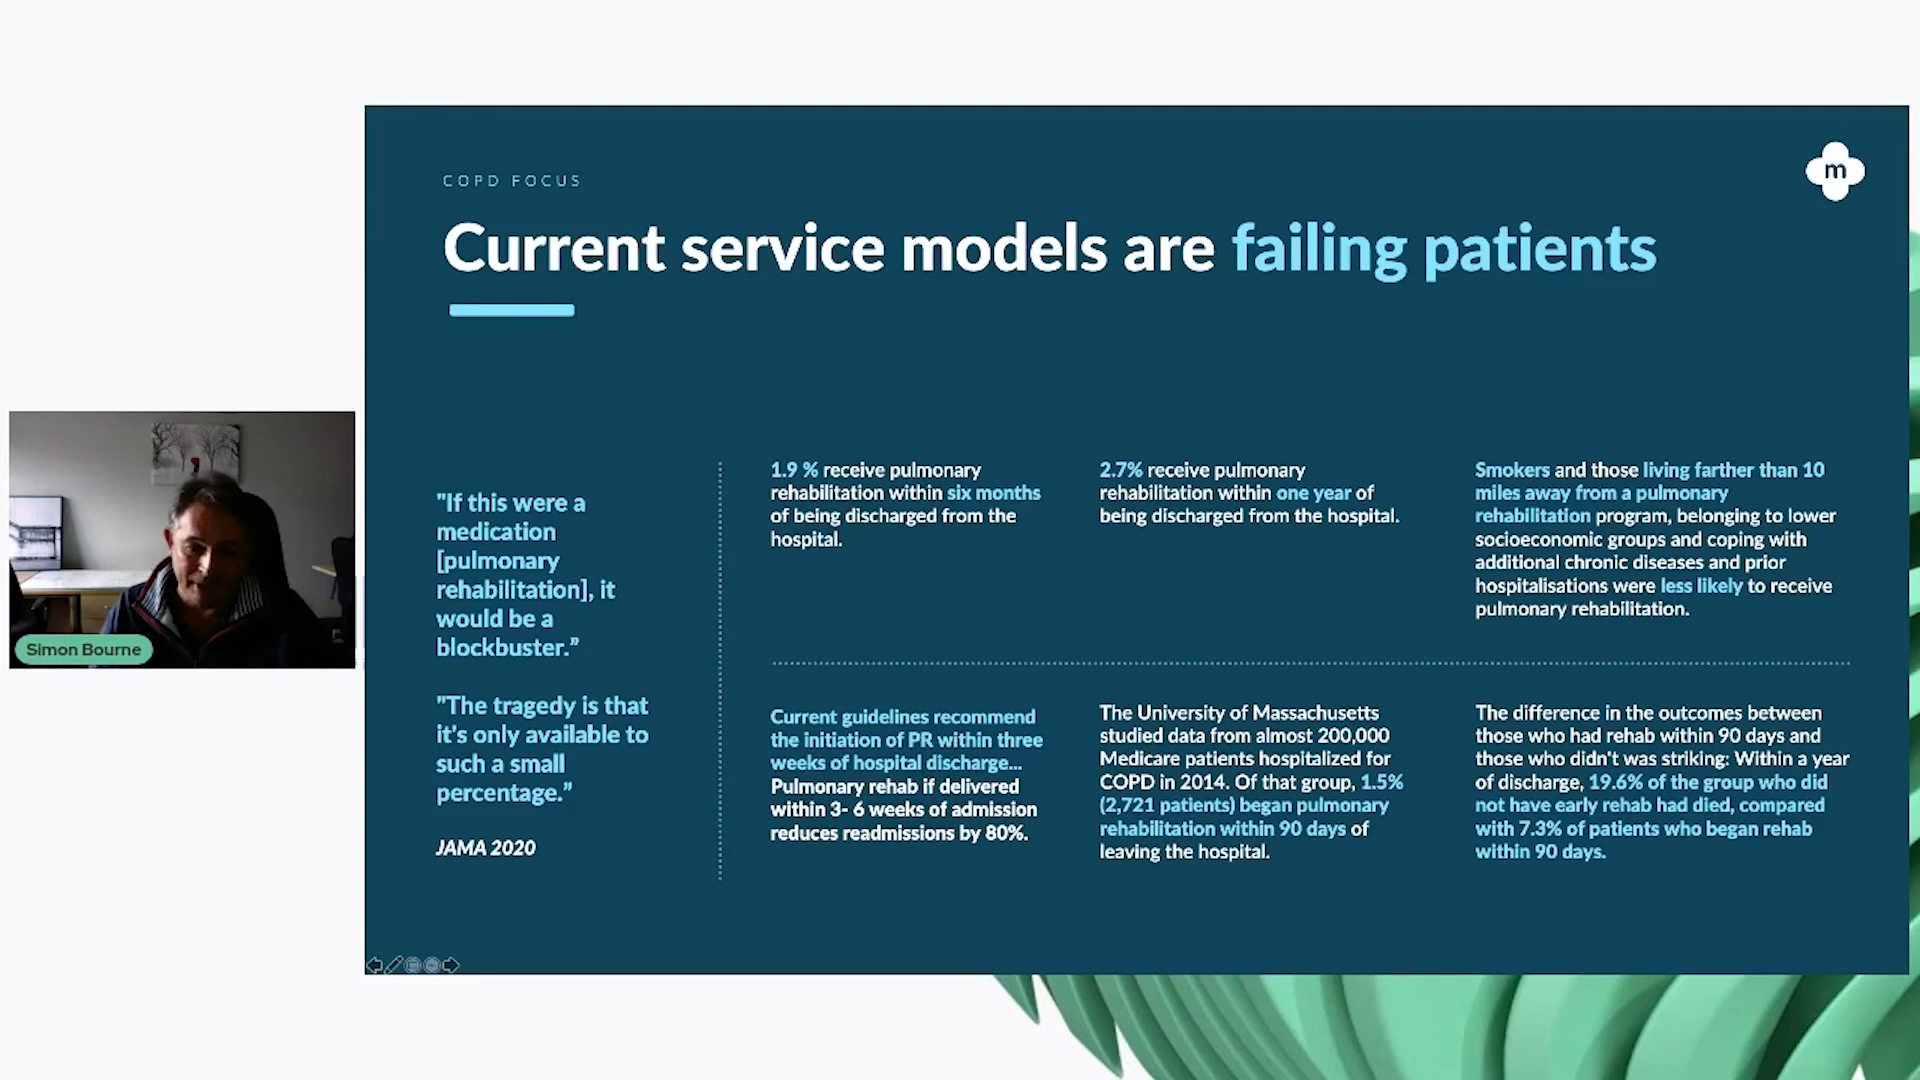 COPD FOCUS
m
Current service models are failing patients
"If this were a
medication
[pulmonary
rehabilitation], it
would be a
blockbuster.”
"The tragedy is that
it's only available to
such a small
percentage.”
JAMA 2020
1.9 % receive pulmonary
rehabilitation within six months
of being discharged from the
hospital.
2.7% receive pulmonary
rehabilitation within one year of
being discharged from the hospital.
Smokers and those living farther than 10
miles away from a pulmonary
rehabilitation program, belonging to lower
socioeconomic groups and coping with
additional chronic diseases and prior
hospitalisations were less likely to receive
pulmonary rehabilitation.
Current guidelines recommend
the initiation of PR within three
weeks of hospital discharge...
Pulmonary rehab if delivered
within 3- 6 weeks of admission
reduces readmissions by 80%.
The University of Massachusetts
studied data from almost 200,000
Medicare patients hospitalized for
COPD in 2014. Of that group, 1.5%
(2,721 patients) began pulmonary
rehabilitation within 90 days of
leaving the hospital.
The difference in the outcomes between
those who had rehab within 90 days and
those who didn't was striking: Within a year
of discharge, 19.6% of the group who did
not have early rehab had died, compared
with 7.3% of patients who began rehab
within 90 days.
Simon Bourne